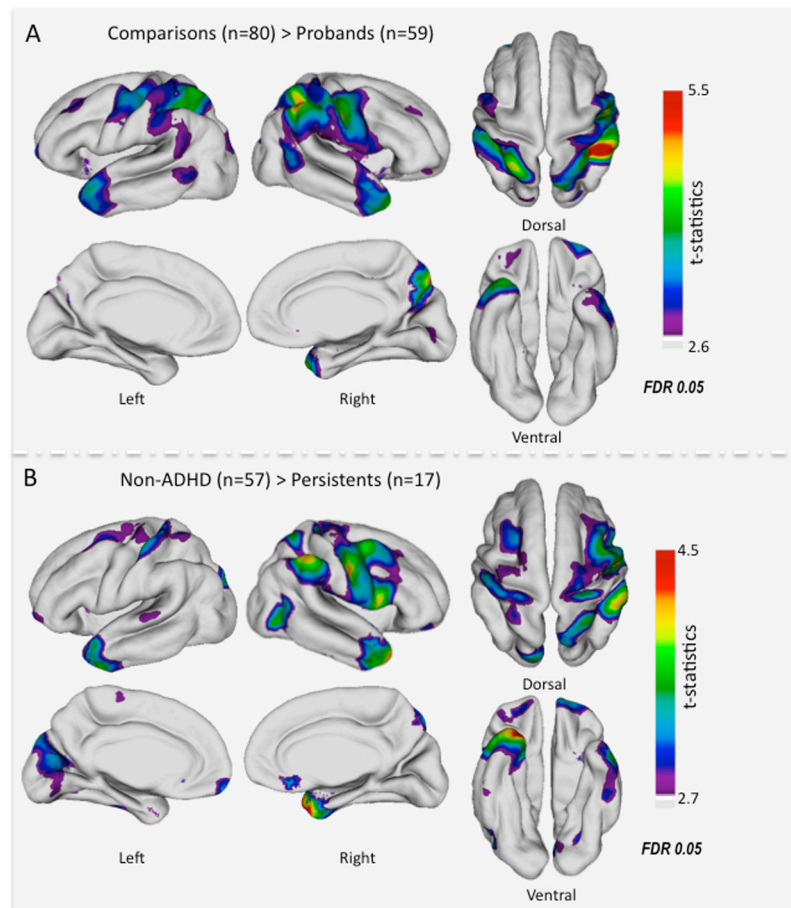 A
Comparisons (n=80) > Probands (n=59)
5.5
t-statistics
2.6
Dorsal
FDR 0.05
Left
Right
Ventral
B
Non-ADHD (n=57) > Persistents (n=17)
4.5
t-statistics
2.7
Dorsal
FDR 0.05
Left
Right
Ventral